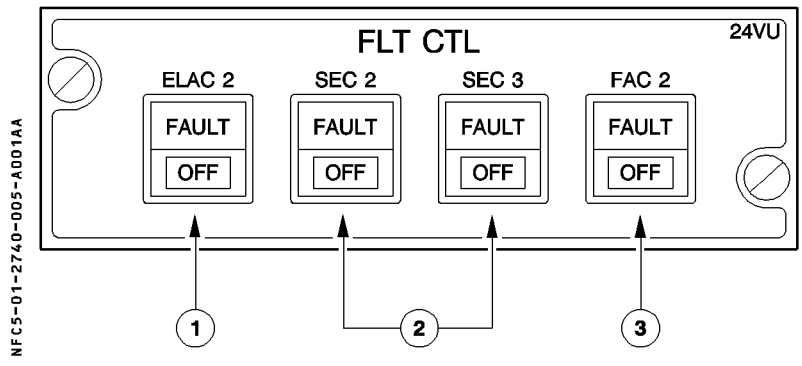 FLT CTL
24VU
ELAC 2 SEC 2 SEC 3 FAC 2
FAULT FAULT FAULT FAULT
OFF OFF OFF OFF
1 2 3
NFC5-01-2740-005-A001AA